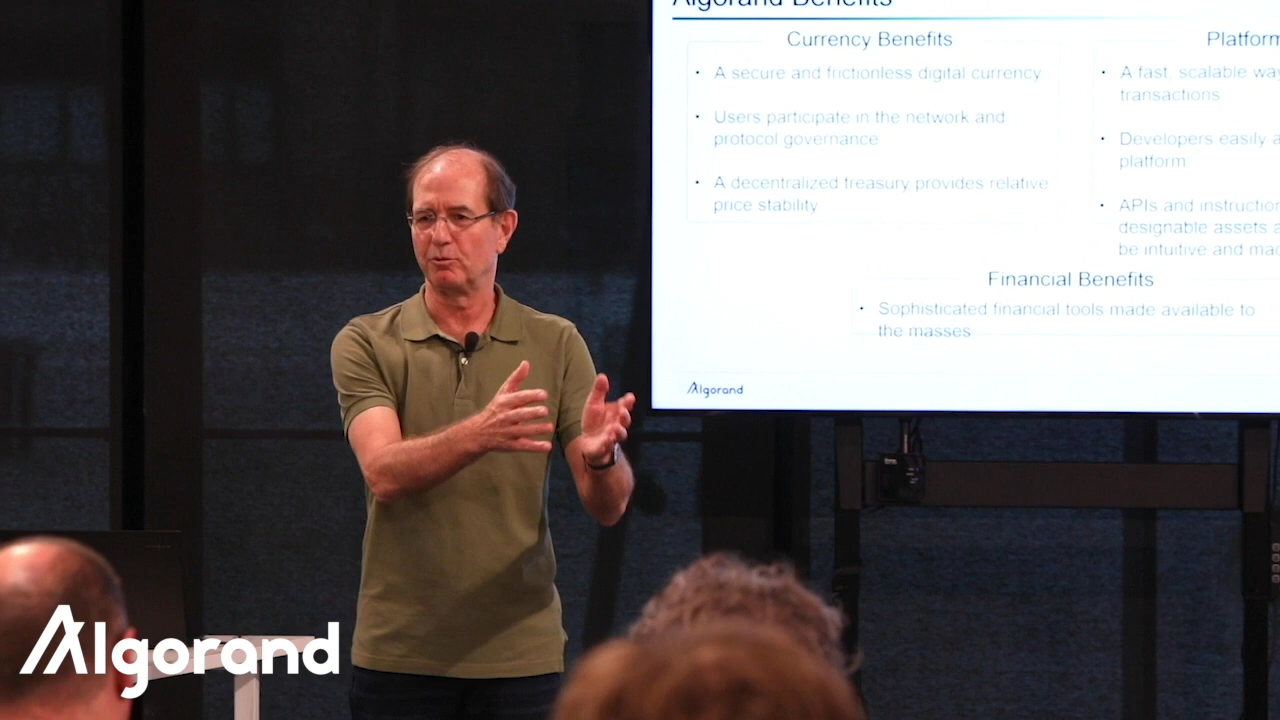 Algorand Benefits
Currency Benefits
• A secure and frictionless digital currency
• Users participate in the network and
protocol governance
• A decentralized treasury provides relative
price stability
Platform
• A fast, scalable way
transactions
• Developers easily a
platform
• APIs and instruction
designable assets a
be intuitive and mac
Financial Benefits
• Sophisticated financial tools made available to
the masses
Algorand
Algorand